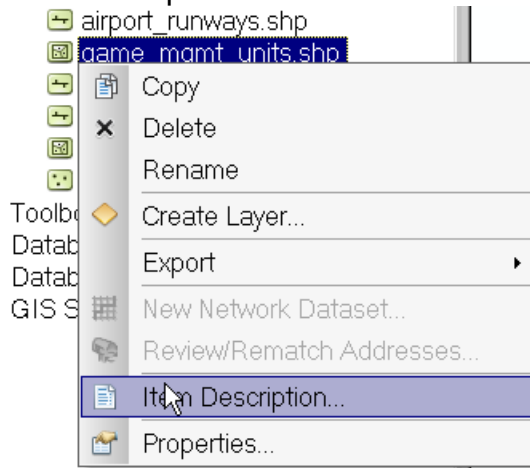 airport_runways.shp
game_mgmt_units.shp
Copy
Delete
Rename
Create Layer...
Export
New Network Dataset...
Review/Rematch Addresses...
Item Description...
Properties...
GIS S